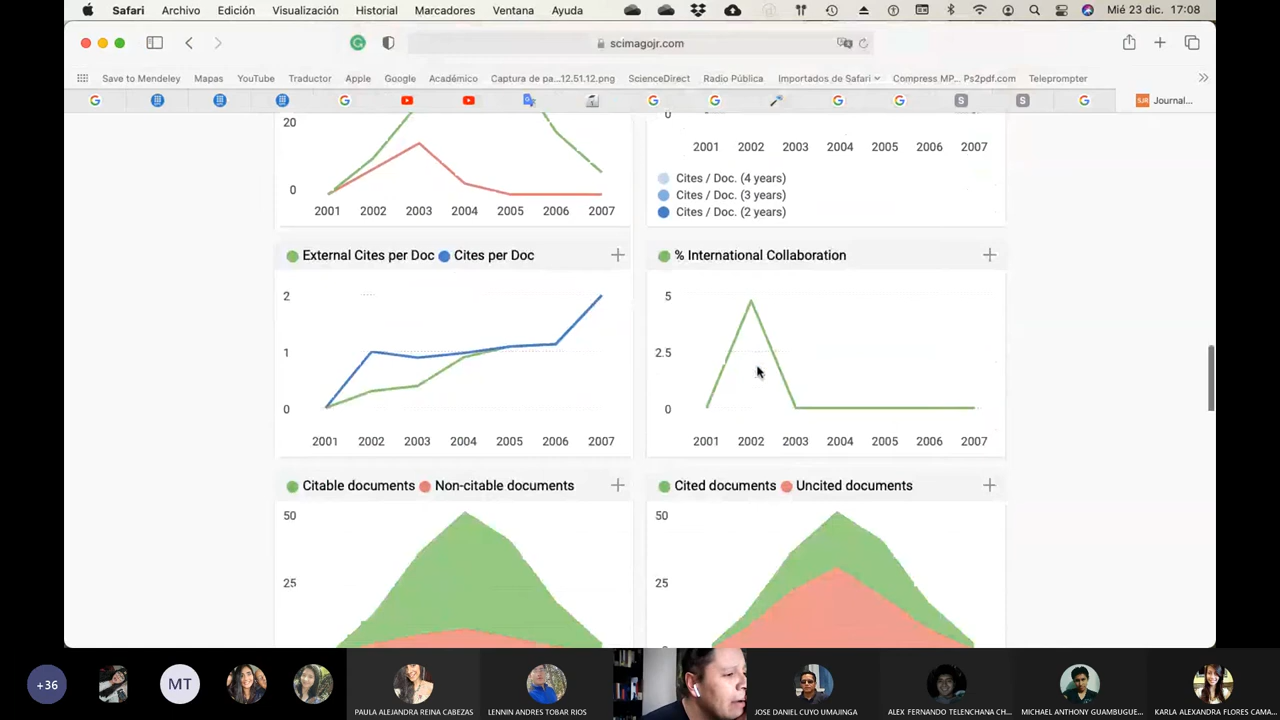 Safari Archivo Edición Visualización Historial Marcadores Ventana Ayuda Mié 23 dic. 17:08
scimagojr.com
Save to Mendeley Mapas YouTube Traductor Apple Google Académico Captura de pa...12.51.12.png ScienceDirect Radio Pública Importados de Safari Compress MP... Ps2pdf.com Teleprompter
Journal...
20
0
2001 2002 2003 2004 2005 2006 2007
0
2001 2002 2003 2004 2005 2006 2007
Cites / Doc. (4 years)
Cites / Doc. (3 years)
Cites / Doc. (2 years)
External Cites per Doc Cites per Doc
2
1
0
2001 2002 2003 2004 2005 2006 2007
% International Collaboration
5
2.5
0
2001 2002 2003 2004 2005 2006 2007
Citable documents Non-citable documents
50
25
Cited documents Uncited documents
50
25
+36
MT
PAULA ALEJANDRA REINA CABEZAS
LENNIN ANDRES TOBAR RIOS
JOSE DANIEL CUYO UMAJINGA
ALEX FERNANDO TELENCHANA CH...
MICHAEL ANTHONY GUAMBUGUE...
KARLA ALEXANDRA FLORES CAMA...